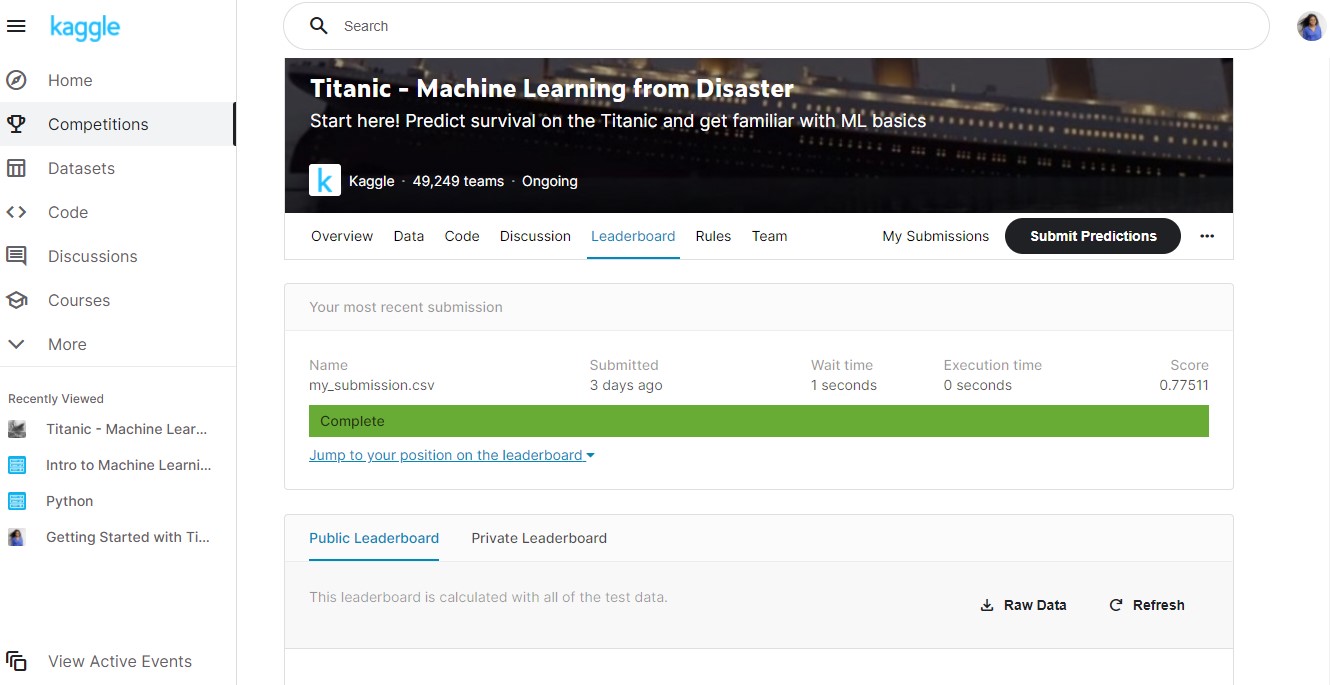 kaggle
Search
Home
Competitions
Datasets
Code
Discussions
Courses
More
Recently Viewed
Titanic - Machine Lear...
Intro to Machine Learni...
Python
Getting Started with Ti...
View Active Events
Titanic - Machine Learning from Disaster
Start here! Predict survival on the Titanic and get familiar with ML basics
k Kaggle · 49,249 teams · Ongoing
Overview Data Code Discussion Leaderboard Rules Team My Submissions Submit Predictions
Your most recent submission
Name Submitted Wait time Execution time Score
my_submission.csv 3 days ago 1 seconds 0 seconds 0.77511
Complete
Jump to your position on the leaderboard
Public Leaderboard Private Leaderboard
This leaderboard is calculated with all of the test data.
Raw Data Refresh